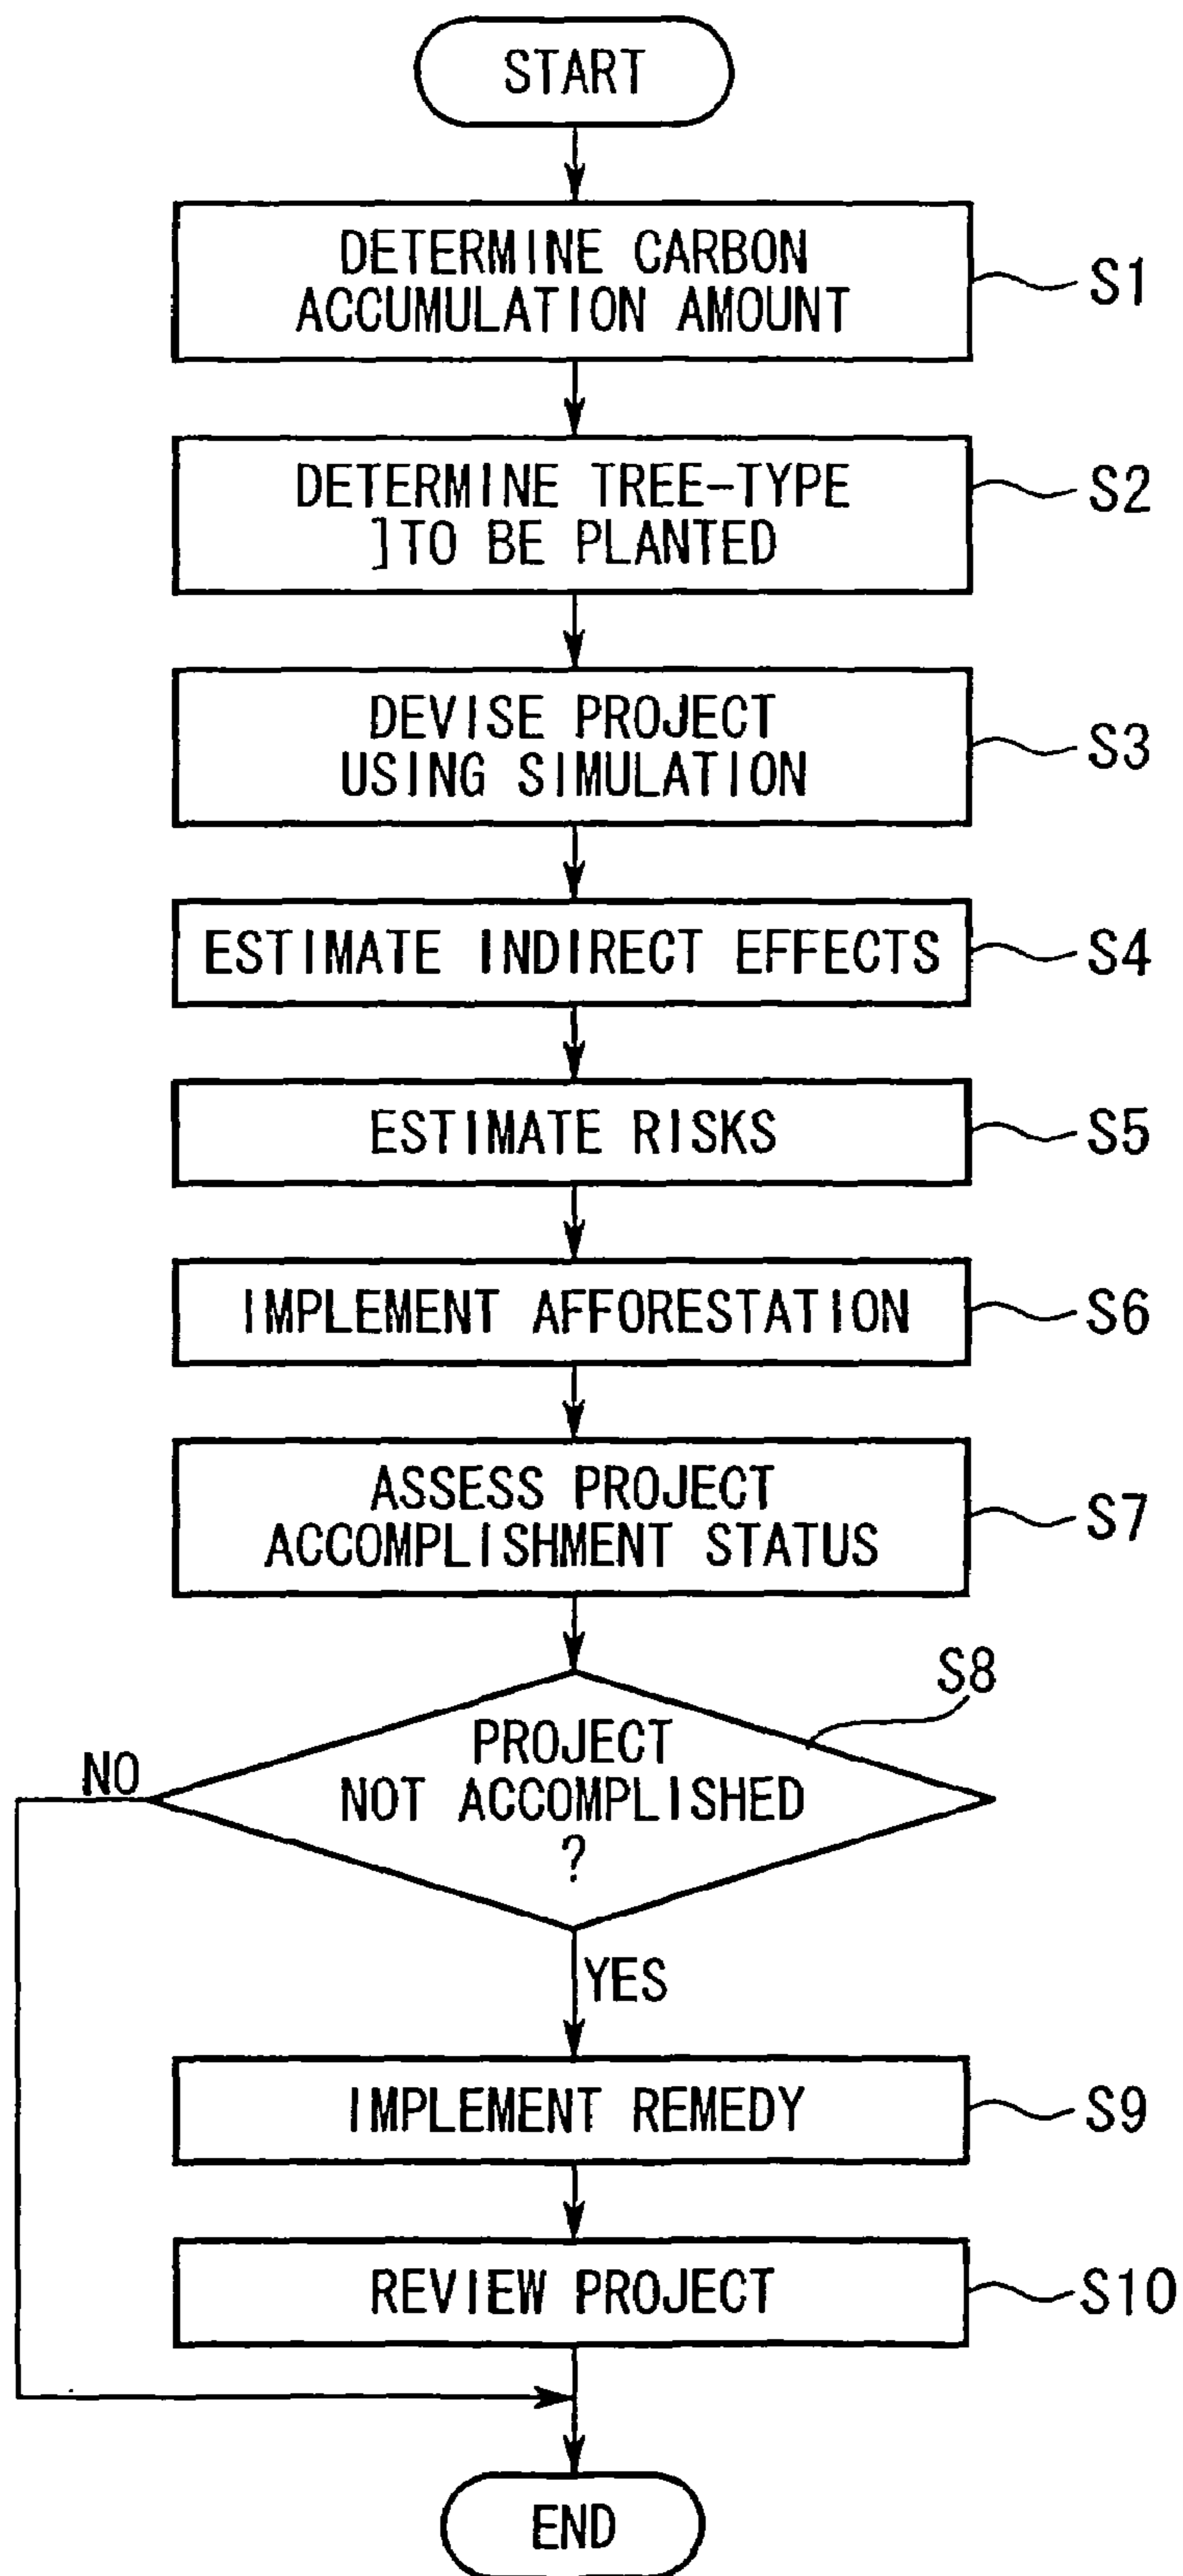 START
DETERMINE CARBON
ACCUMULATION AMOUNT
S1
DETERMINE TREE-TYPE
]TO BE PLANTED
S2
DEVISE PROJECT
USING SIMULATION
S3
ESTIMATE INDIRECT EFFECTS
S4
ESTIMATE RISKS
S5
IMPLEMENT AFFORESTATION
S6
ASSESS PROJECT
ACCOMPLISHMENT STATUS
S7
S8
PROJECT
NOT ACCOMPLISHED
?
NO
YES
IMPLEMENT REMEDY
S9
REVIEW PROJECT
S10
END